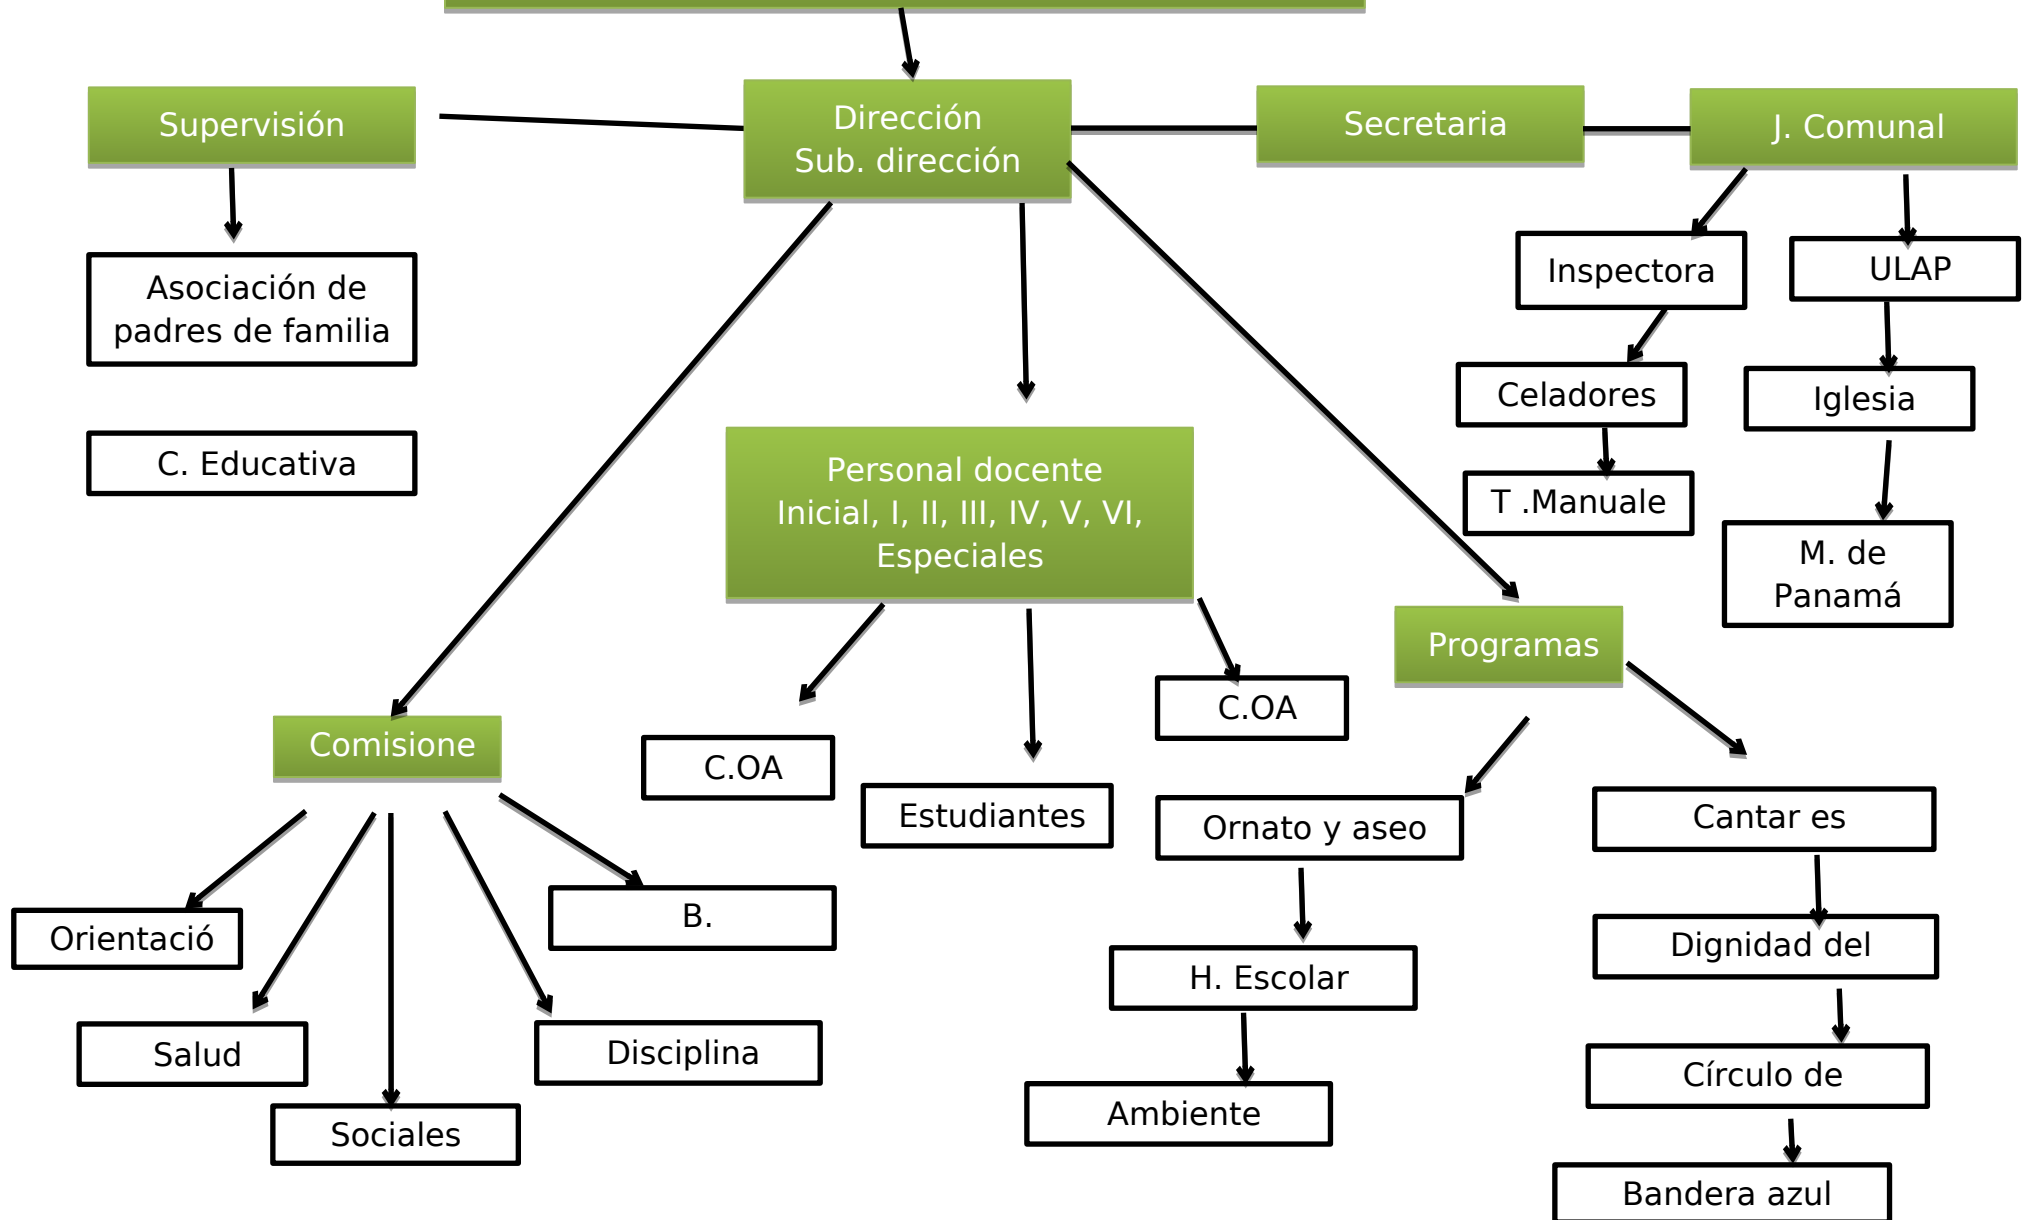 Supervisión
Dirección
Sub. dirección
Secretaria
J. Comunal
Asociación de
padres de familia
Inspectora
ULAP
C. Educativa
Celadores
Iglesia
Personal docente
Inicial, I, II, III, IV, V, VI,
Especiales
T .Manuale
M. de
Panamá
Programas
Comisione
C.OA
C.OA
Estudiantes
Ornato y aseo
Cantar es
Orientació
B.
H. Escolar
Dignidad del
Salud
Disciplina
Ambiente
Círculo de
Sociales
Bandera azul